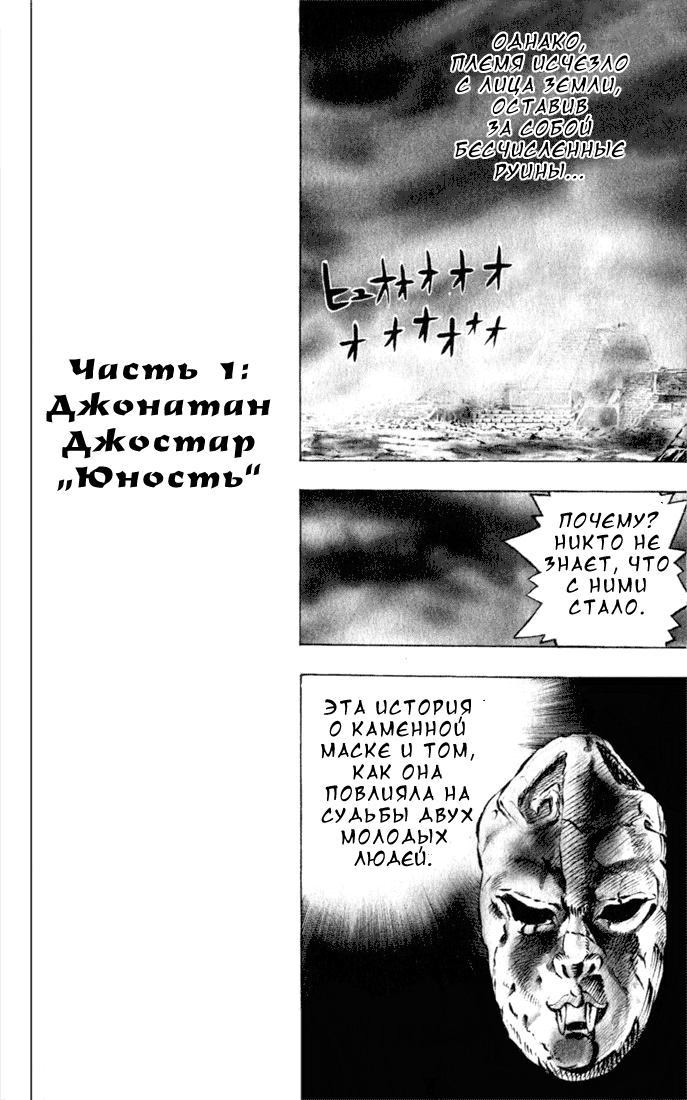 ОДНАКО,
ПЛЕМЯ ИСЧЕЗЛО
С ЛИЦА ЗЕМЛИ,
ОСТАВИВ
ЗА СОБОЙ
БЕСЧИСЛЕННЫЕ
РУИНЫ...
ヒュオオオオオ
オオオオオ
Часть 1:
Джонатан
Джостар
„Юность“
ПОЧЕМУ?
НИКТО НЕ
ЗНАЕТ, ЧТО
С НИМИ
СТАЛО.
ЭТА ИСТОРИЯ
О КАМЕННОЙ
МАСКЕ И ТОМ,
КАК ОНА
ПОВЛИЯЛА НА
СУДЬБЫ ДВУХ
МОЛОДЫХ
ЛЮДЕЙ.